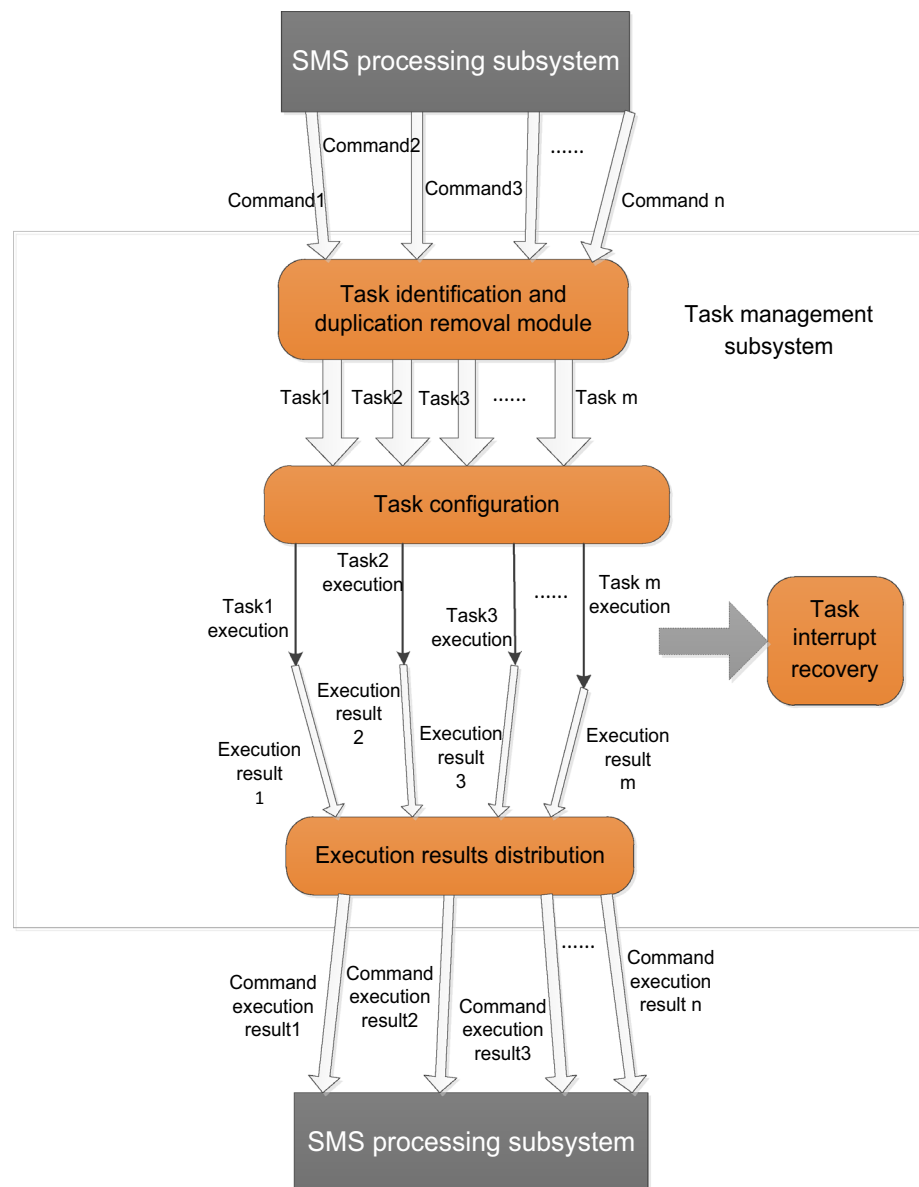 SMS processing subsystem
Command1
Command2
Command3
......
Command n
Task management
subsystem
Task identification and
duplication removal module
Task1
Task2
Task3
......
Task m
Task configuration
Task1
execution
Task2
execution
Task3
execution
......
Task m
execution
Task
interrupt
recovery
Execution
result
1
Execution
result
2
Execution
result
3
Execution
result
m
Execution results distribution
Command
execution
result1
Command
execution
result2
Command
execution
result3
......
Command
execution
result n
SMS processing subsystem